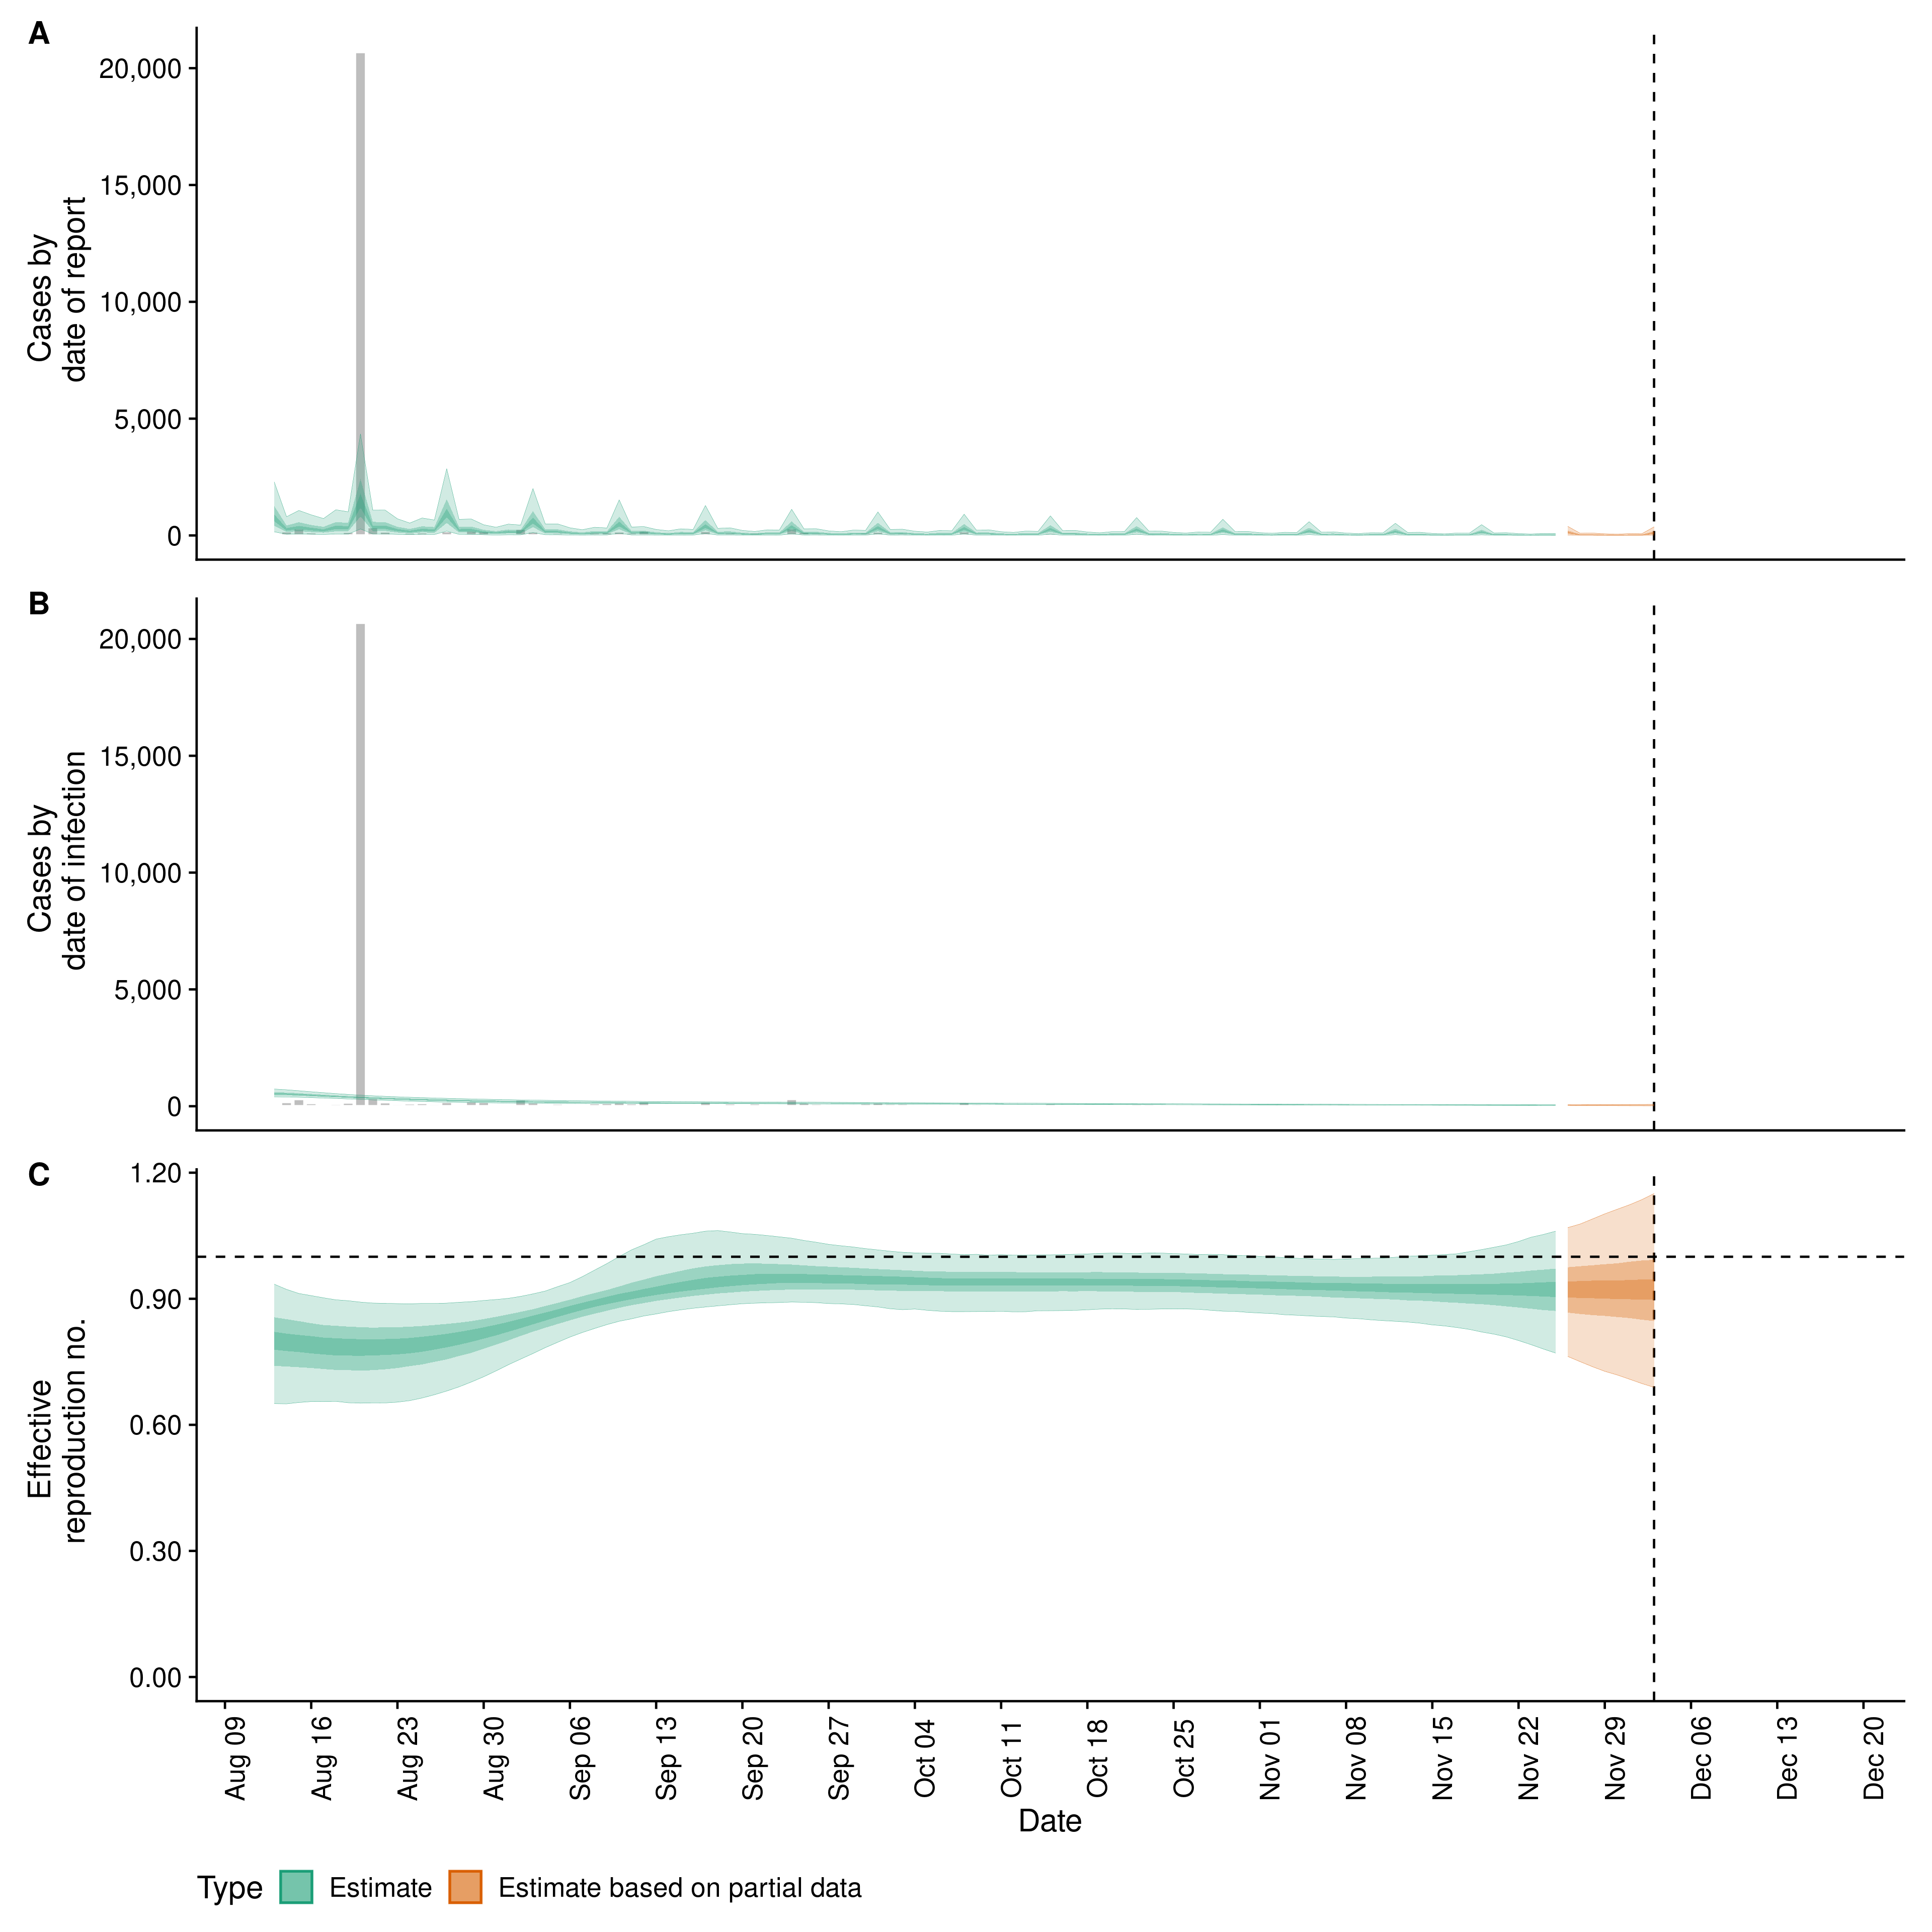 A
20,000
15,000
10,000
5,000
0
Cases by
date of report
B
20,000
15,000
10,000
5,000
0
Cases by
date of infection
C
1.20
0.90
0.60
0.30
0.00
Effective
reproduction no.
Aug 09
Aug 16
Aug 23
Aug 30
Sep 06
Sep 13
Sep 20
Sep 27
Oct 04
Oct 11
Oct 18
Oct 25
Nov 01
Nov 08
Nov 15
Nov 22
Nov 29
Dec 06
Dec 13
Dec 20
Date
Type Estimate Estimate based on partial data